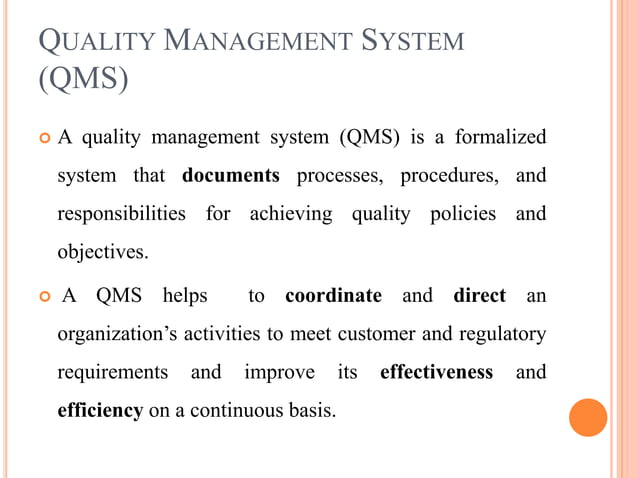 QUALITY MANAGEMENT SYSTEM
(QMS)
A quality management system (QMS) is a formalized
system that documents processes, procedures, and
responsibilities for achieving quality policies and
objectives.
A QMS helps to coordinate and direct an
organization’s activities to meet customer and regulatory
requirements and improve its effectiveness and
efficiency on a continuous basis.